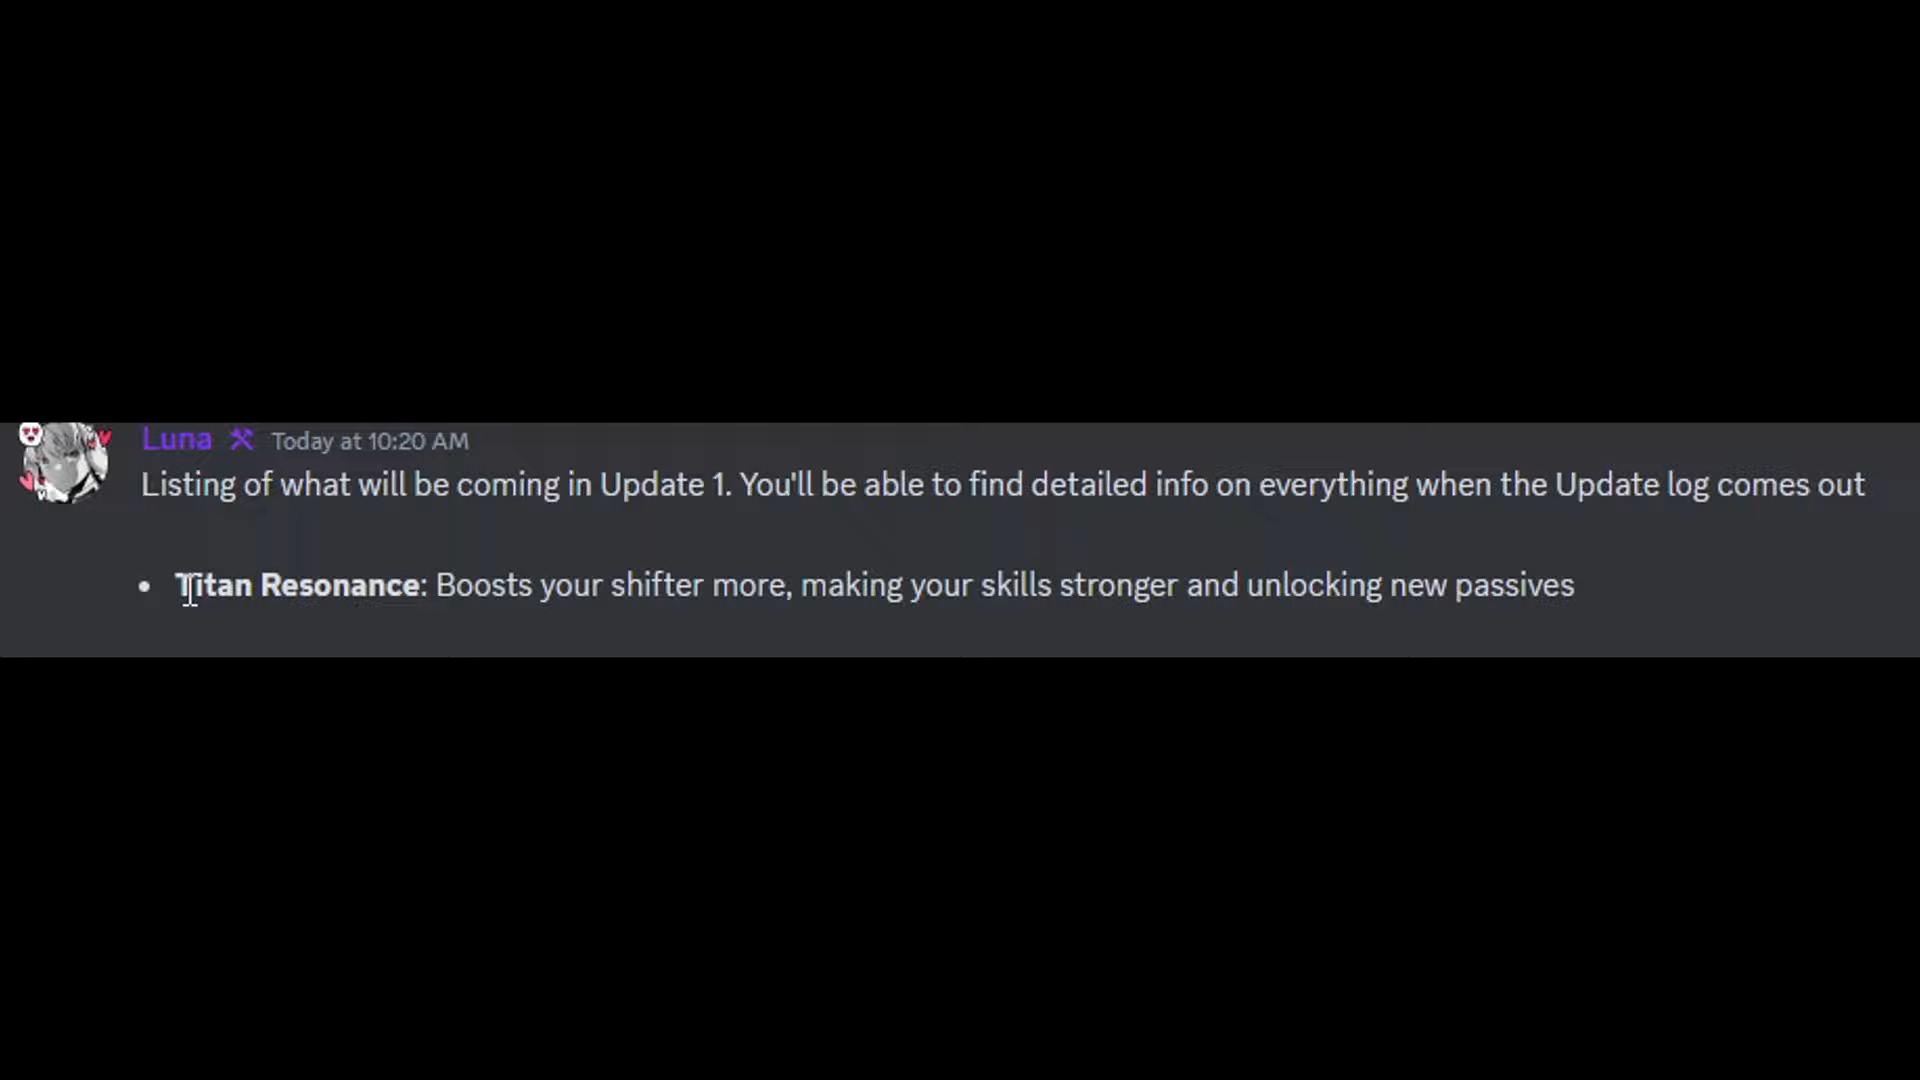 Luna Today at 10:20 AM
Listing of what will be coming in Update 1. You'll be able to find detailed info on everything when the Update log comes out
• Titan Resonance: Boosts your shifter more, making your skills stronger and unlocking new passives